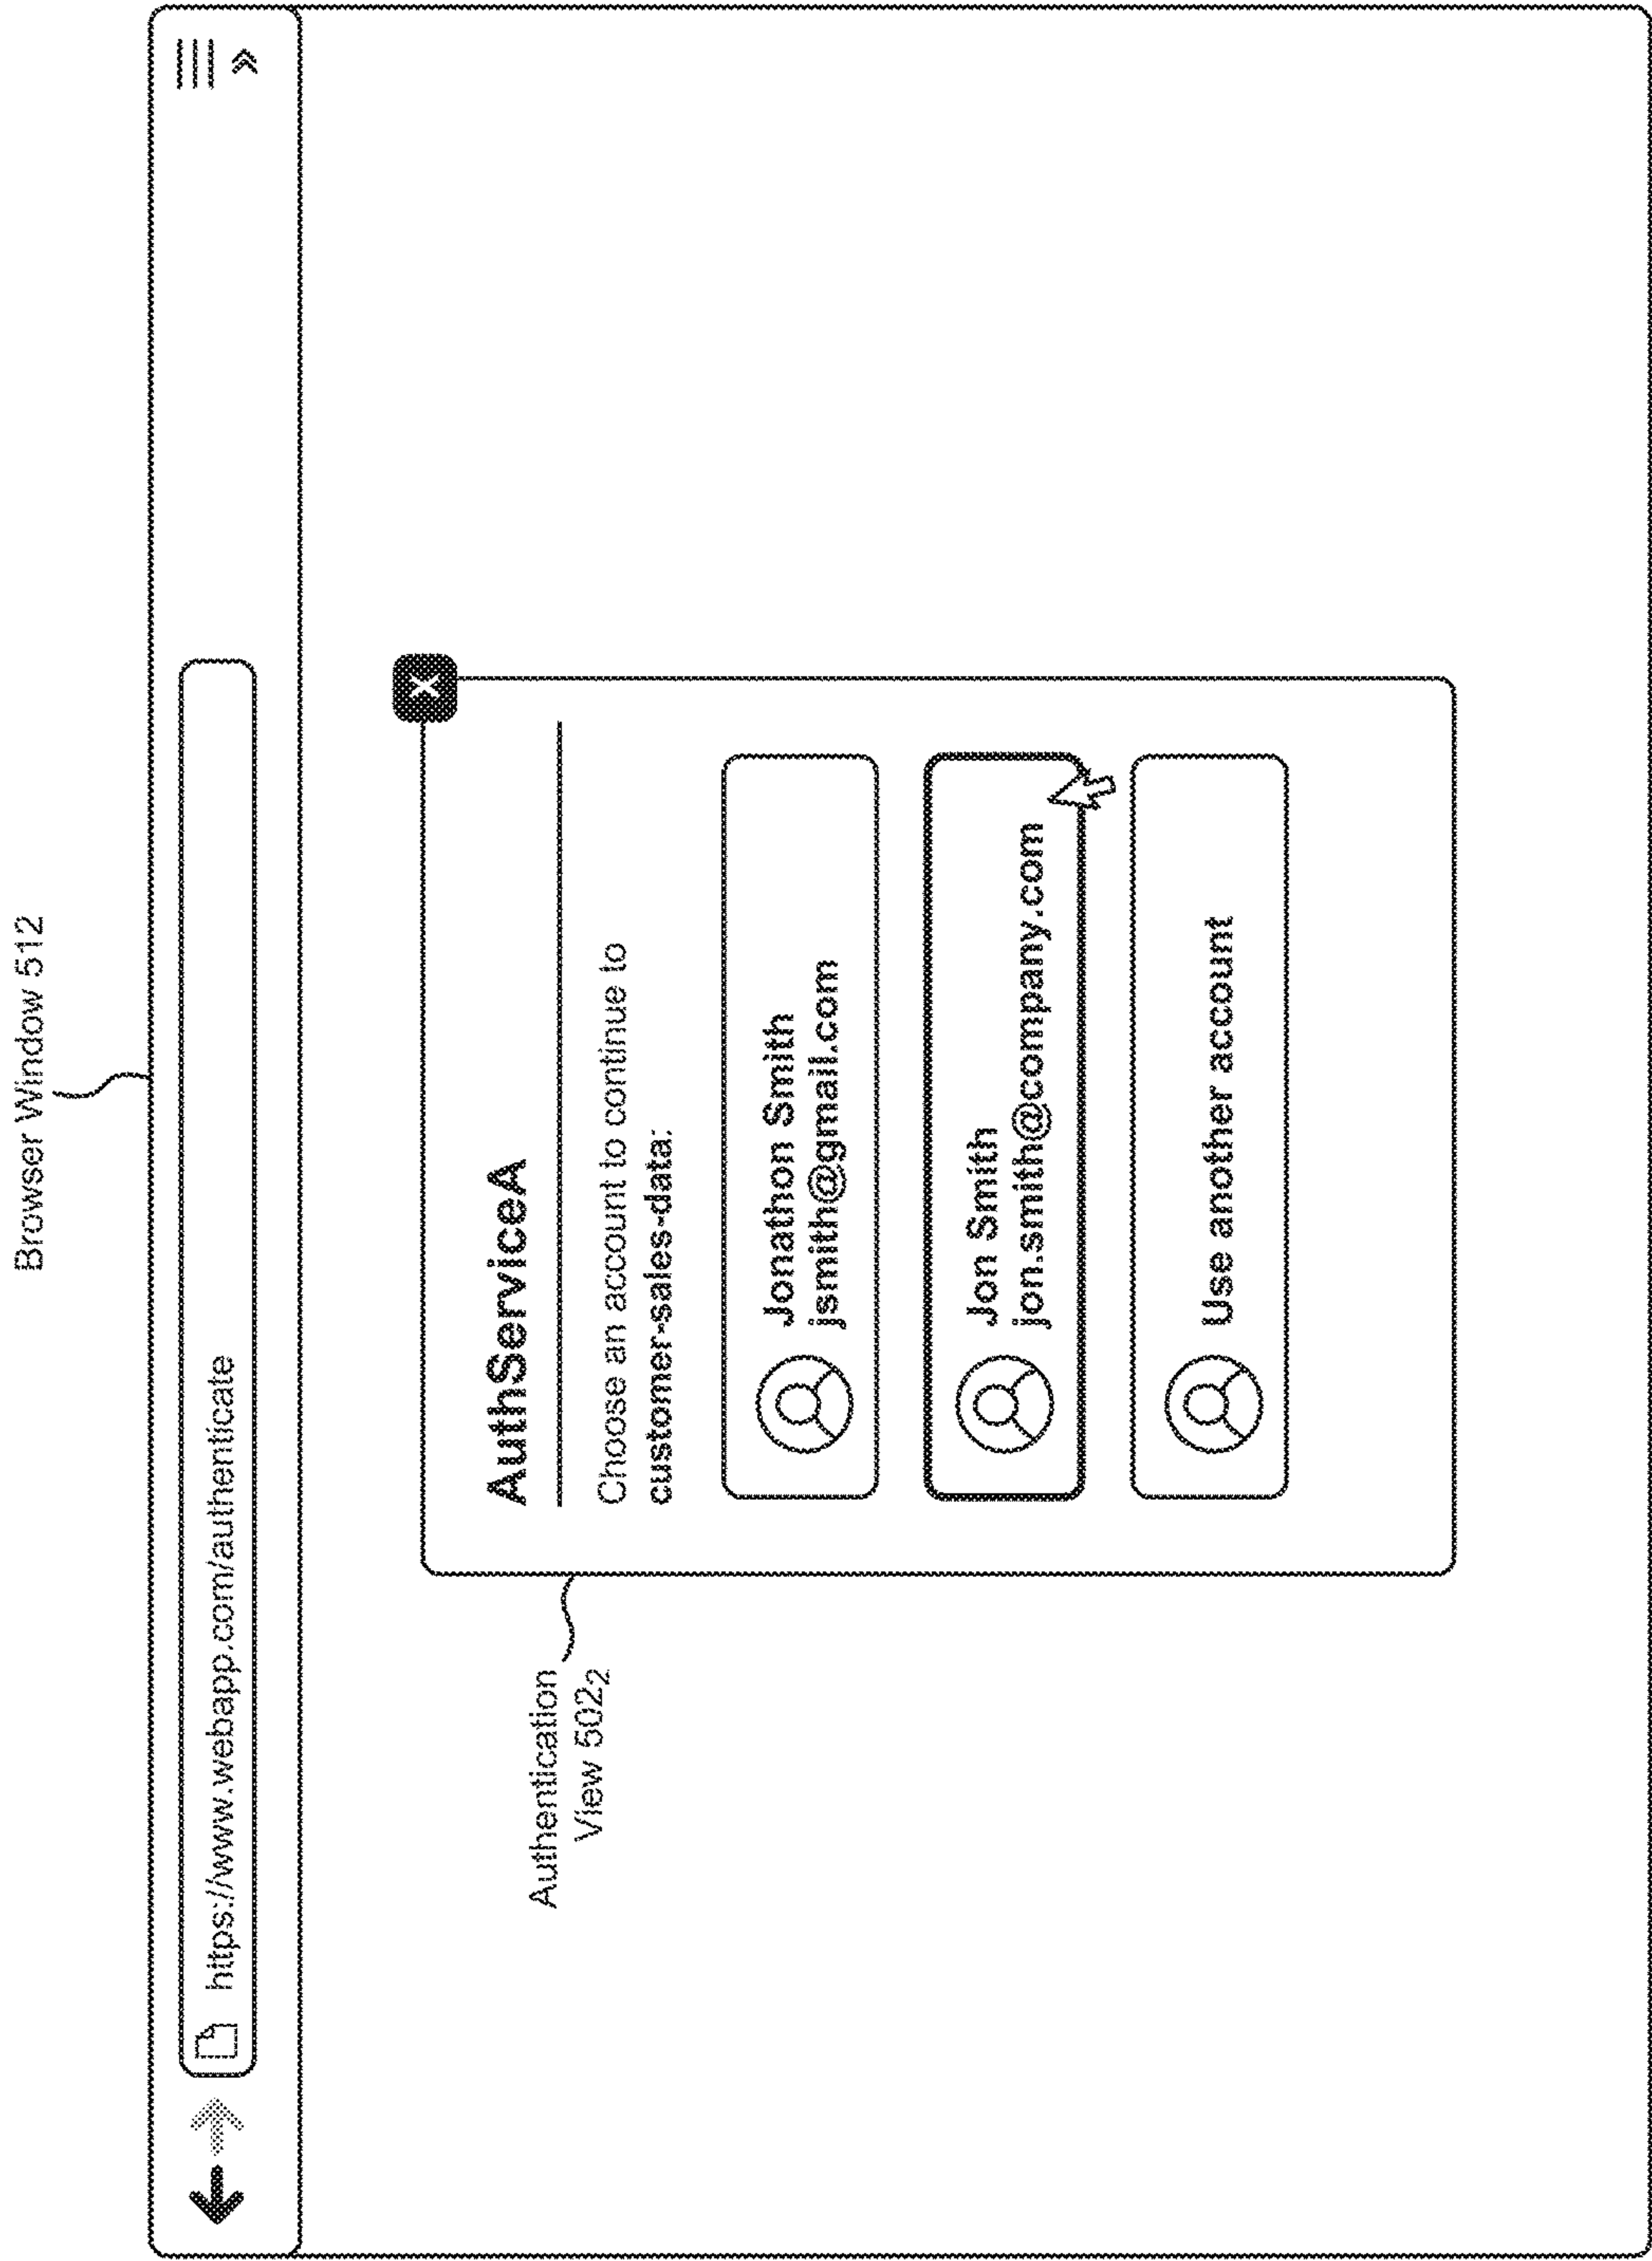 Browser Window 512
https://www.webapp.com/authenticate
Authentication
View 502₂
AuthServiceA
Choose an account to continue to
customer-sales-data:
Jonathon Smith
jsmith@gmail.com
Jon Smith
jon.smith@company.com
Use another account